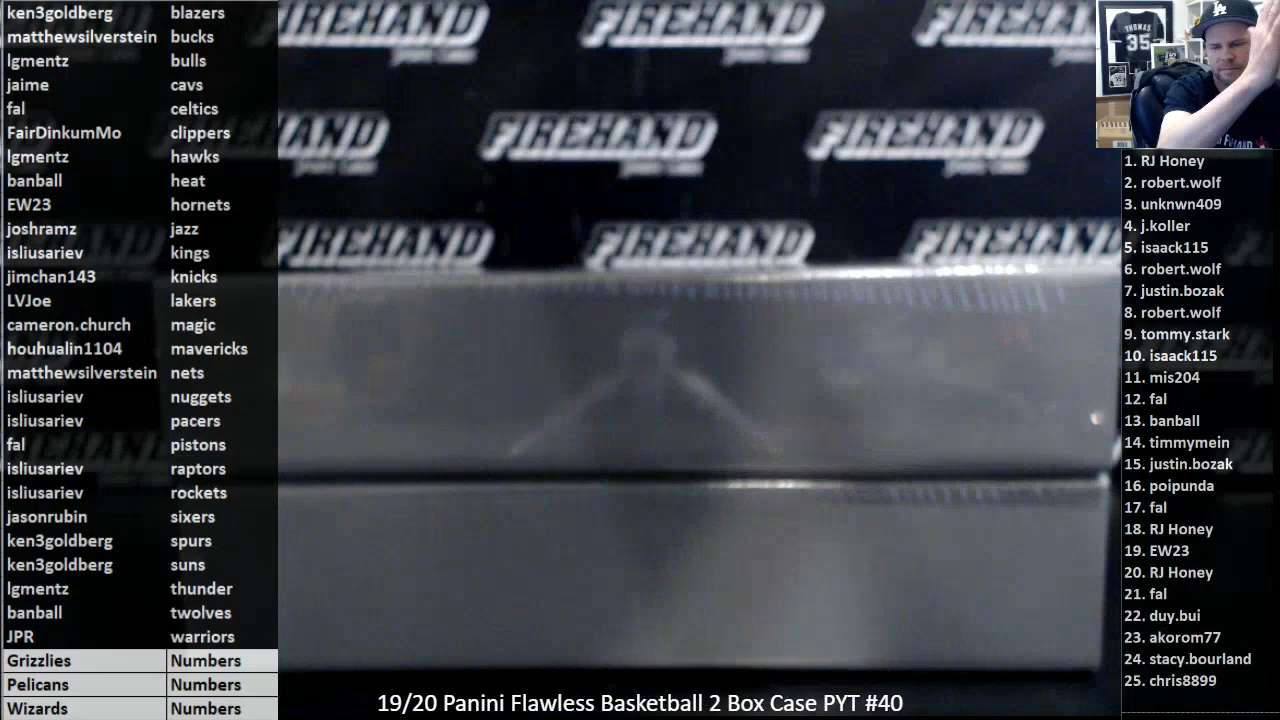 ken3goldberg blazers
matthewsilverstein bucks
lgmentz bulls
jaime cavs
fal celtics
FairDinkumMo clippers
lgmentz hawks
banball heat
EW23 hornets
joshramz jazz
isliusariev kings
jimchan143 knicks
LVJoe lakers
cameron.church magic
houhualin1104 mavericks
matthewsilverstein nets
isliusariev nuggets
isliusariev pacers
fal pistons
isliusariev raptors
isliusariev rockets
jasonrubin sixers
ken3goldberg spurs
ken3goldberg suns
lgmentz thunder
banball twolves
JPR warriors
Grizzlies Numbers
Pelicans Numbers
Wizards Numbers
FIREHAND FIREHAND FIREHAND
FIREHAND FIREHAND FIREHAND
FIREHAND FIREHAND FIREHAND
19/20 Panini Flawless Basketball 2 Box Case PYT #40
THOMAS
35
LA
FIREHAND
1. RJ Honey
2. robert.wolf
3. unknwn409
4. j.koller
5. isaack115
6. robert.wolf
7. justin.bozak
8. robert.wolf
9. tommy.stark
10. isaack115
11. mis204
12. fal
13. banball
14. timmymein
15. justin.bozak
16. poipunda
17. fal
18. RJ Honey
19. EW23
20. RJ Honey
21. fal
22. duy.bui
23. akorom77
24. stacy.bourland
25. chris8899